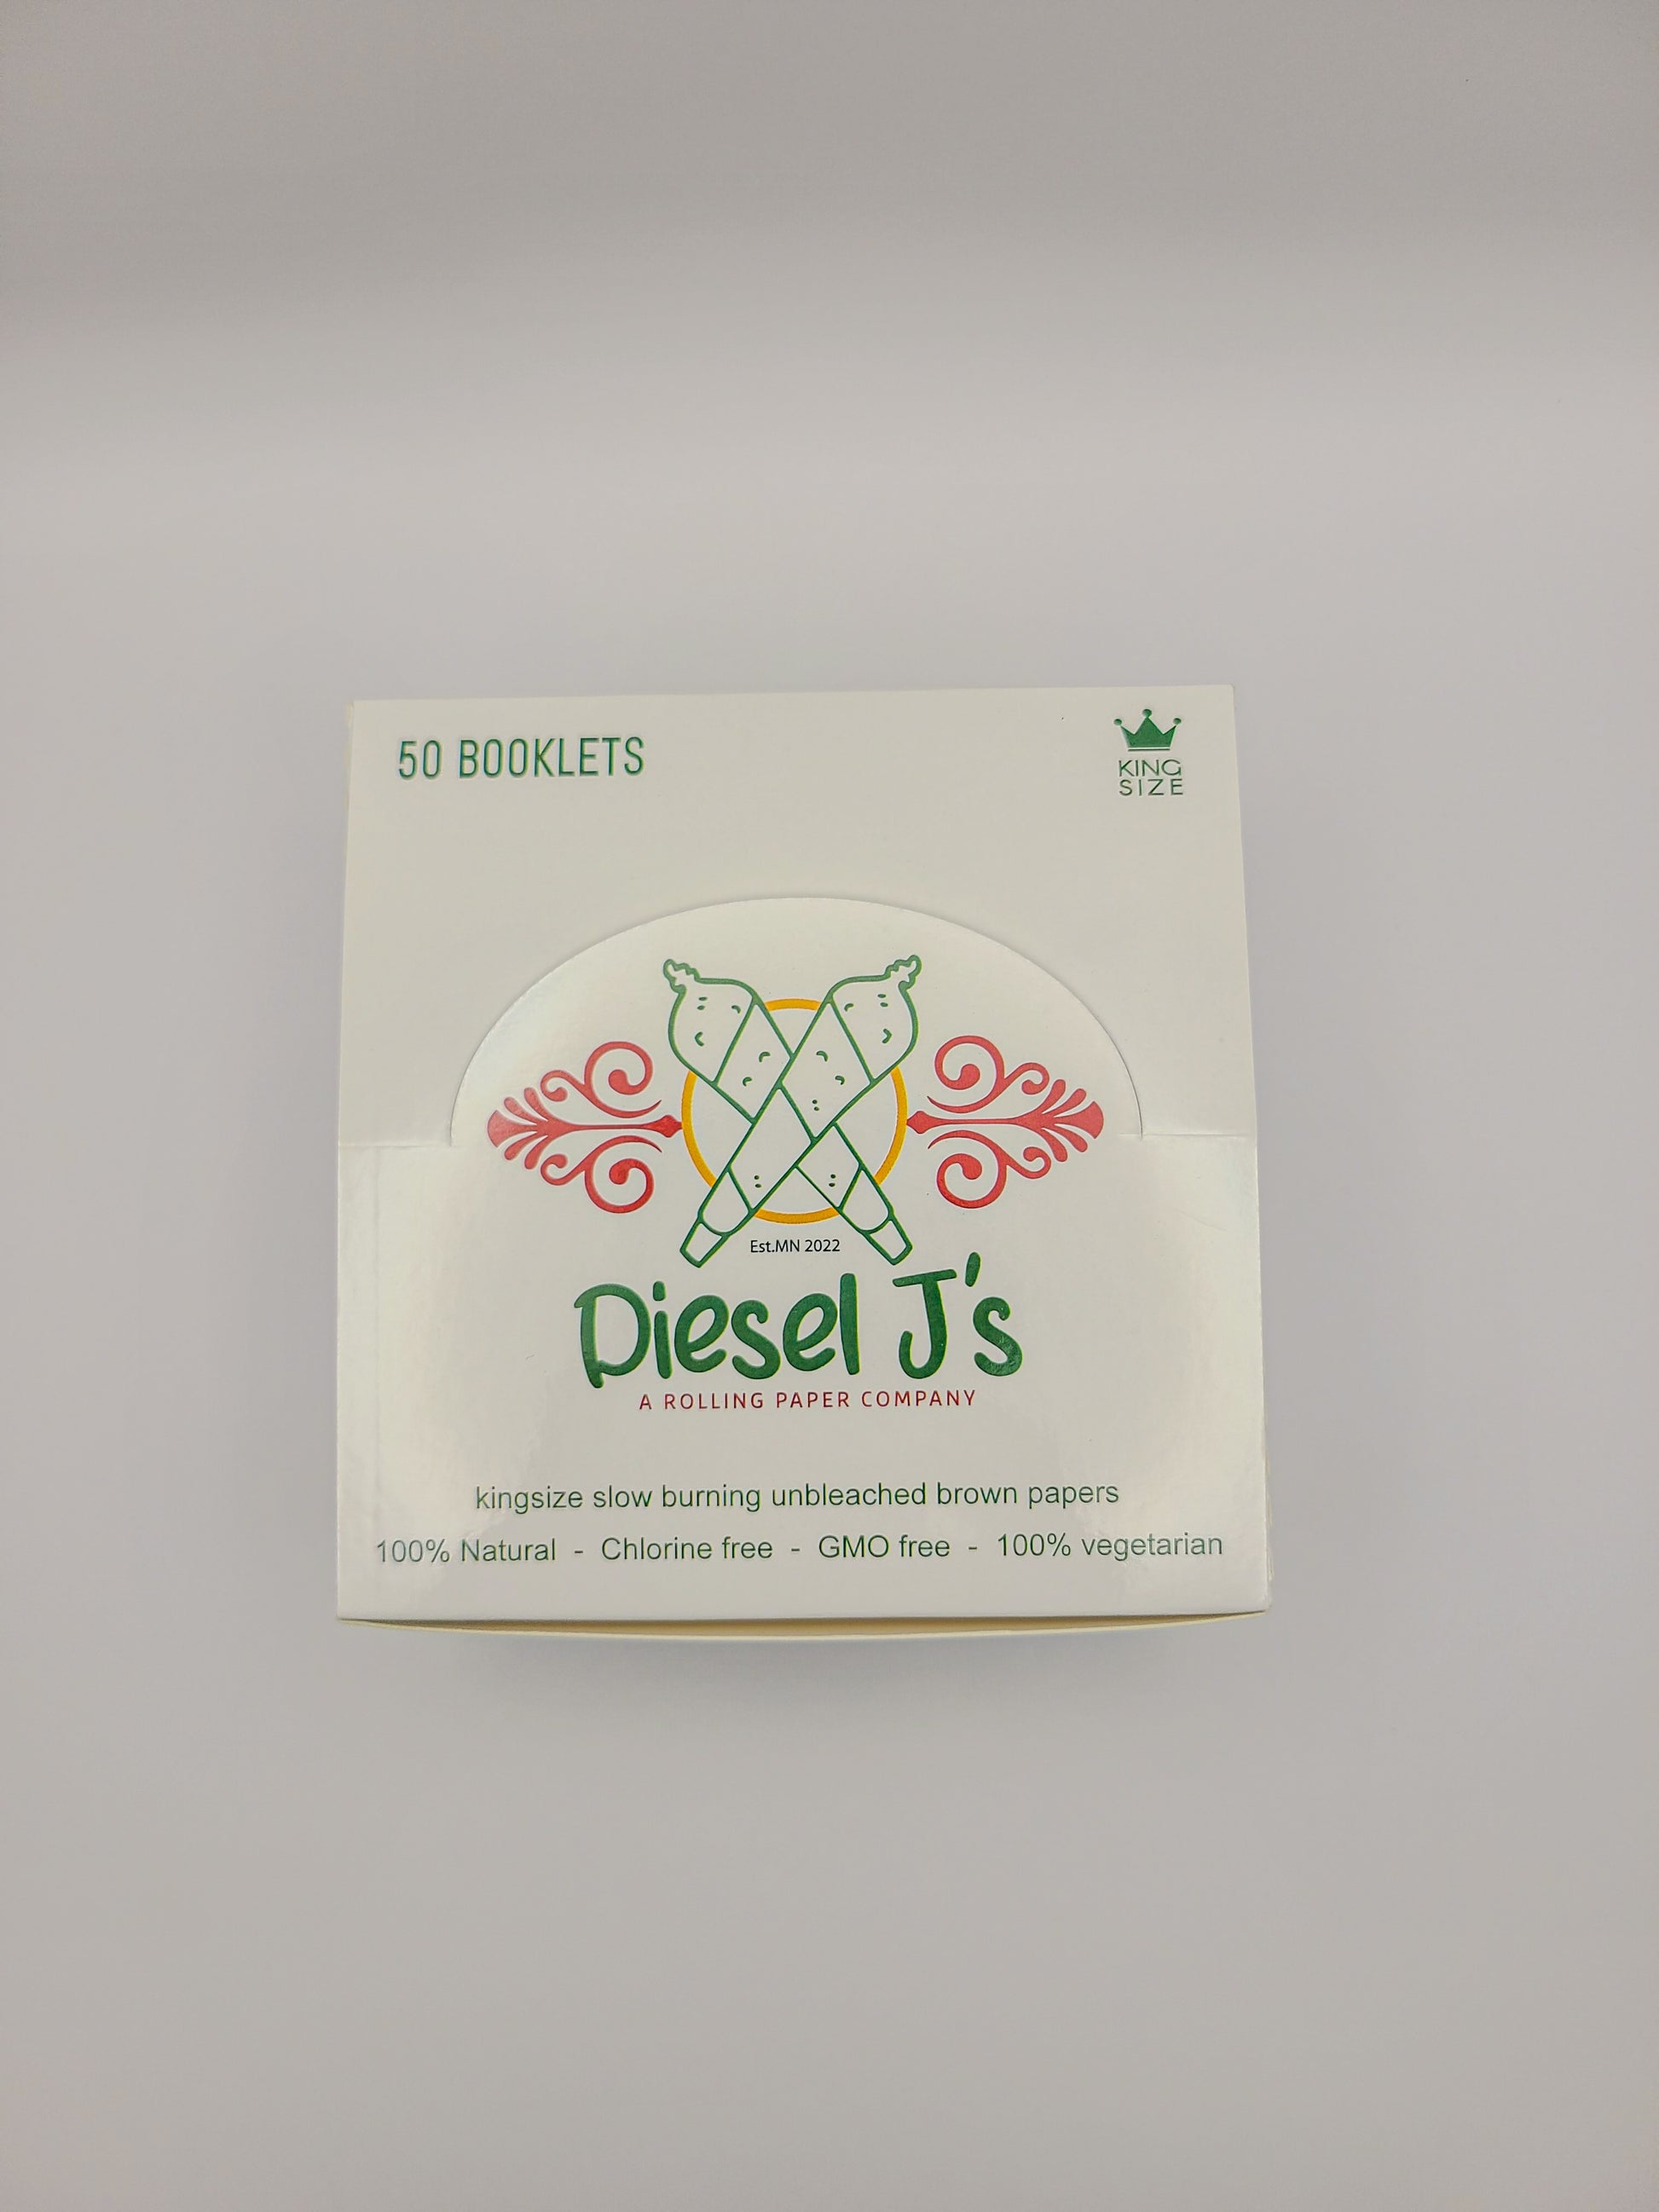 50 BOOKLETS
KING
SIZE
Est.MN 2022
Diesel J's
A ROLLING PAPER COMPANY
kingsize slow burning unbleached brown papers
100% Natural - Chlorine free - GMO free - 100% vegetarian